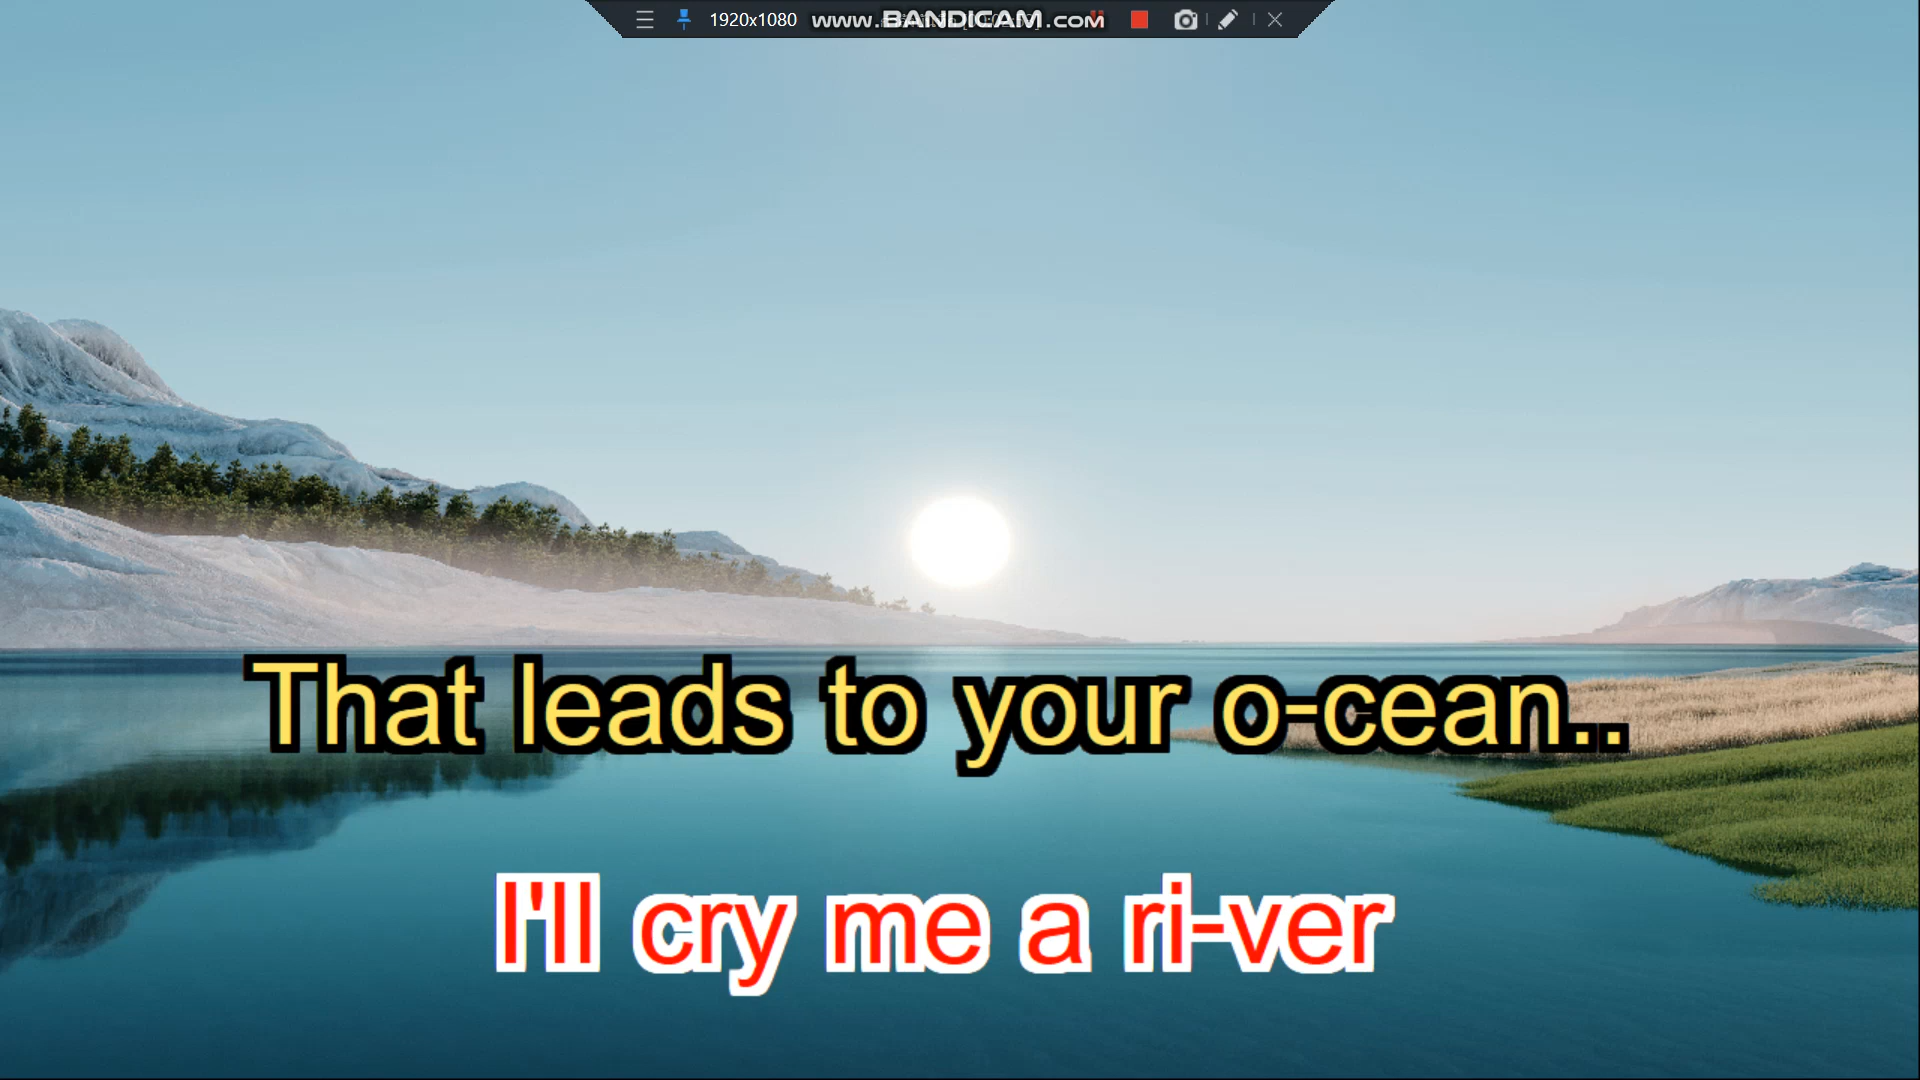 1920x1080 www.BANDICAM.COM
That leads to your o-cean..
I'll cry me a ri-ver